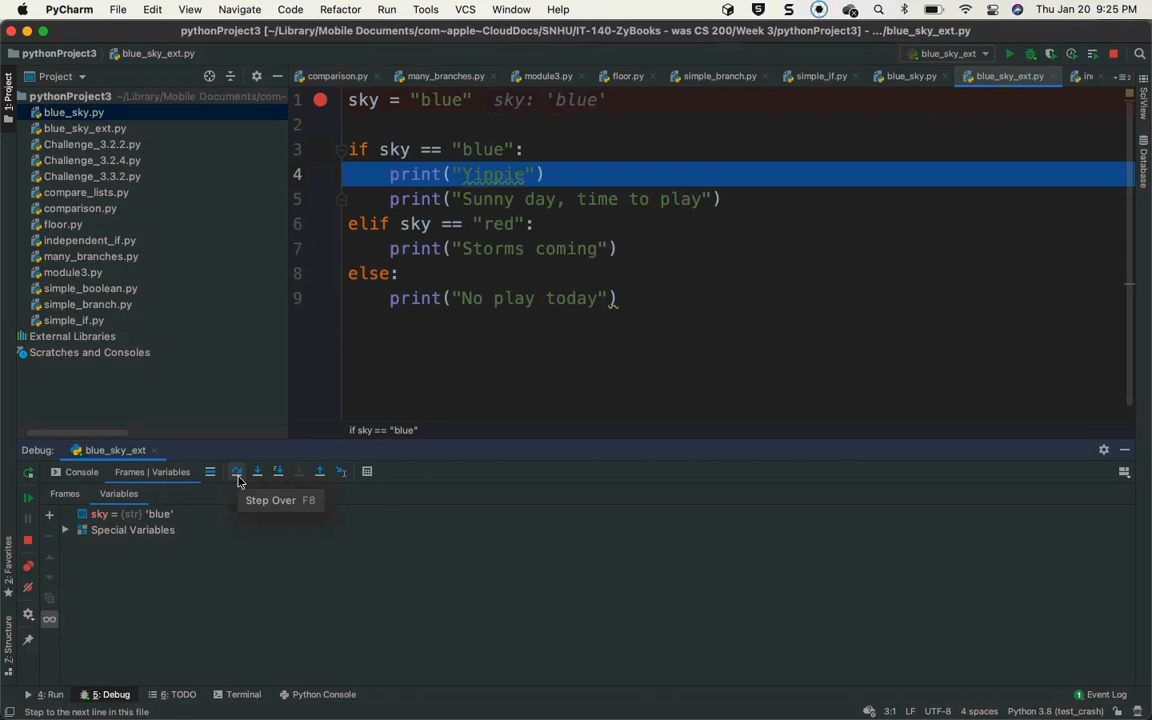 PyCharm File Edit View Navigate Code Refactor Run Tools VCS Window Help Thu Jan 20 9:25 PM
pythonProject3 (~/Library/Mobile Documents/com~apple~CloudDocs/SNHU/IT-140-ZyBooks - was CS 200/Week 3/pythonProject3) – .../blue_sky_ext.py
pythonProject3 blue_sky_ext.py blue_sky_ext
Project comparison.py many_branches.py module3.py floor.py simple_branch.py simple_if.py blue_sky.py blue_sky_ext.py
1: Project
pythonProject3 ~/Library/Mobile Documents/com~
blue_sky.py
blue_sky_ext.py
Challenge_3.2.2.py
Challenge_3.2.4.py
Challenge_3.3.2.py
compare_lists.py
comparison.py
floor.py
independent_if.py
many_branches.py
module3.py
simple_boolean.py
simple_branch.py
simple_if.py
External Libraries
Scratches and Consoles
1 sky = "blue" sky: 'blue'
2
3 if sky == "blue":
4 print("Yippie")
5 print("Sunny day, time to play")
6 elif sky == "red":
7 print("Storms coming")
8 else:
9 print("No play today")
if sky == "blue"
SciView
Database
Debug: blue_sky_ext
Console Frames | Variables
Step Over F8
Frames Variables
sky = {str} 'blue'
Special Variables
2: Favorites
Z: Structure
4: Run 5: Debug 6: TODO Terminal Python Console 1 Event Log
Step to the next line in this file 3:1 LF UTF-8 4 spaces Python 3.8 (test_crash)